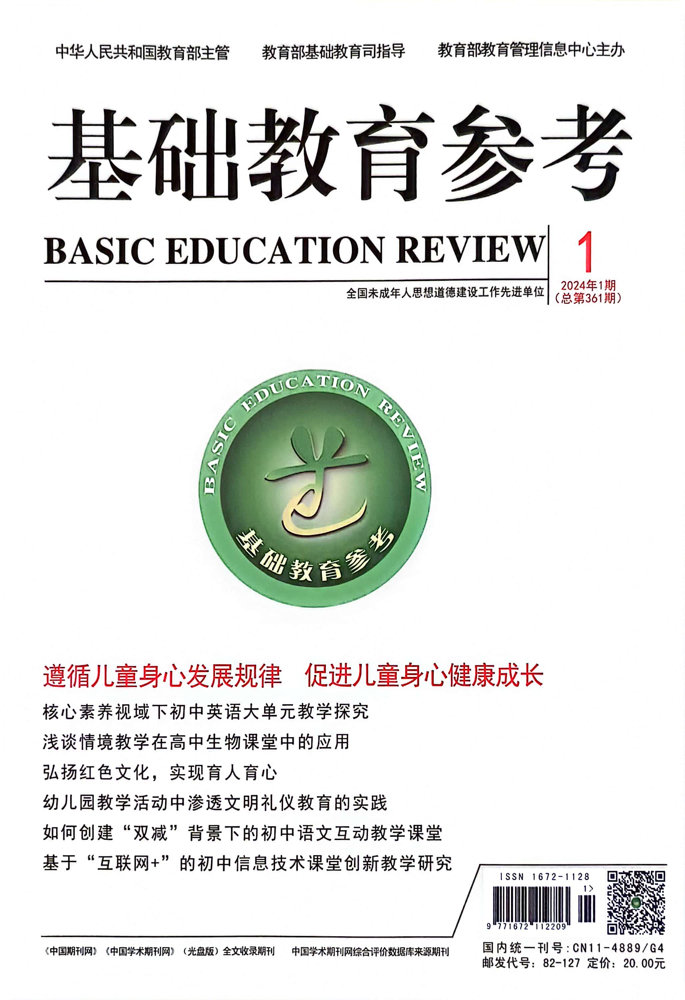 中华人民共和国教育部主管 教育部基础教育司指导 教育部教育管理信息中心主办
基础教育参考
BASIC EDUCATION REVIEW
1
2024年1期
（总第361期）
全国未成年人思想道德建设工作先进单位
BASIC EDUCATION REVIEW
基础教育参考
遵循儿童身心发展规律 促进儿童身心健康成长
核心素养视域下初中英语大单元教学探究
浅谈情境教学在高中生物课堂中的应用
弘扬红色文化，实现育人育心
幼儿园教学活动中渗透文明礼仪教育的实践
如何创建“双减”背景下的初中语文互动教学课堂
基于“互联网+”的初中信息技术课堂创新教学研究
ISSN 1672-1128
1>
9 771672 112209
《中国期刊网》《中国学术期刊网》（光盘版）全文收录期刊 中国学术期刊网综合评价数据库来源期刊
国内统一刊号:CN11-4889/G4
邮发代号：82-127 定价：20.00元